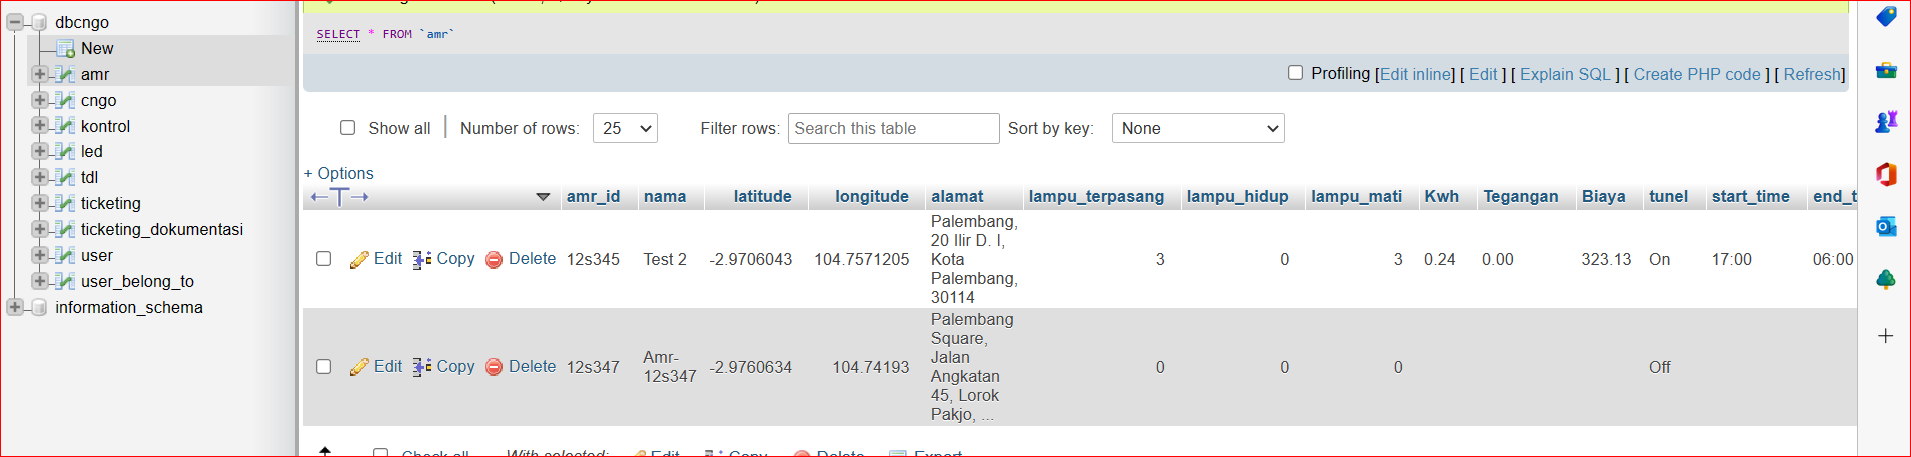 dbcngo
New
amr
cngo
kontrol
led
tdl
ticketing
ticketing_dokumentasi
user
user_belong_to
information_schema
SELECT * FROM `amr`
Profiling [Edit inline] [ Edit ] [ Explain SQL ] [ Create PHP code ] [ Refresh]
Show all Number of rows: 25 Filter rows: Search this table Sort by key: None
+ Options
amr_id nama latitude longitude alamat lampu_terpasang lampu_hidup lampu_mati Kwh Tegangan Biaya tunel start_time end_t
Edit Copy Delete 12s345 Test 2 -2.9706043 104.7571205 Palembang, 20 Ilir D. I, Kota Palembang, 30114 3 0 3 0.24 0.00 323.13 On 17:00 06:00
Edit Copy Delete 12s347 Amr-12s347 -2.9760634 104.74193 Palembang Square, Jalan Angkatan 45, Lorok Pakjo, ... 0 0 0 Off
Check all With selected: Edit Copy Delete Export